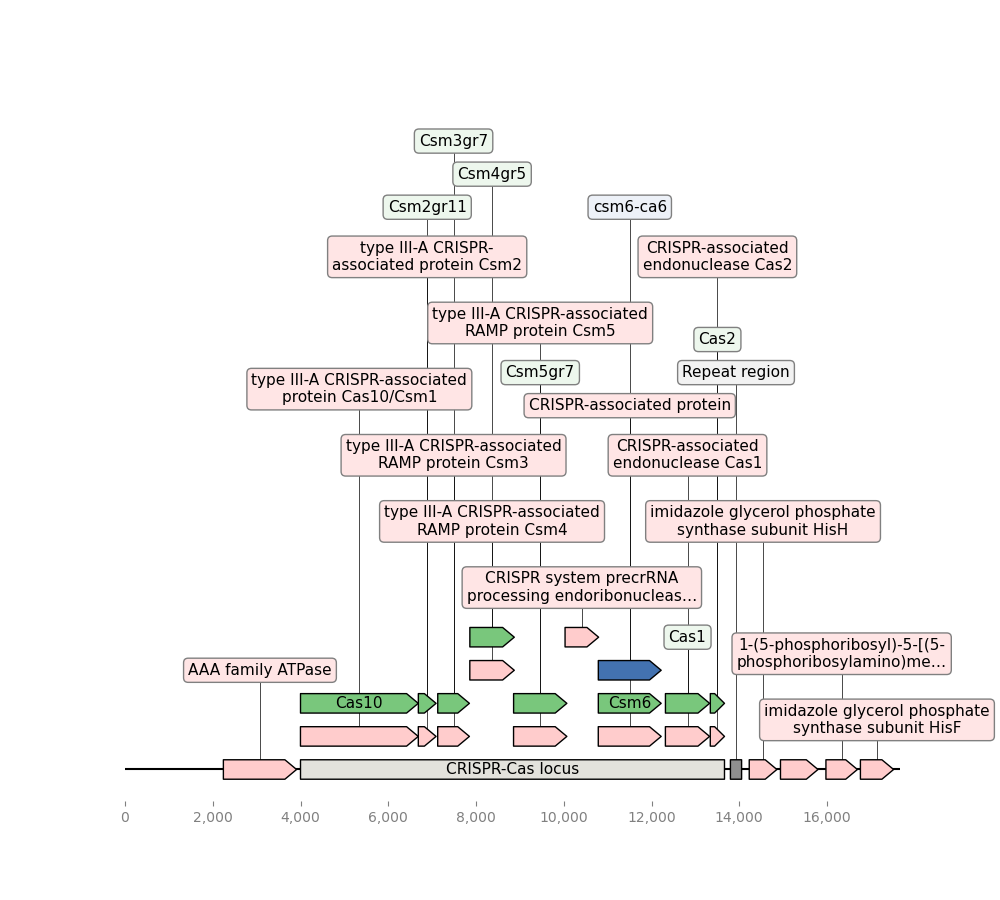 Csm3gr7
Csm4gr5
Csm2gr11
csm6-ca6
type III-A CRISPR-
associated protein Csm2
CRISPR-associated
endonuclease Cas2
type III-A CRISPR-associated
RAMP protein Csm5
Cas2
Csm5gr7
Repeat region
type III-A CRISPR-associated
protein Cas10/Csm1
CRISPR-associated protein
type III-A CRISPR-associated
RAMP protein Csm3
CRISPR-associated
endonuclease Cas1
type III-A CRISPR-associated
RAMP protein Csm4
imidazole glycerol phosphate
synthase subunit HisH
CRISPR system precrRNA
processing endoribonucleas…
Cas1
1-(5-phosphoribosyl)-5-[(5-
phosphoribosylamino)me…
AAA family ATPase
Cas10
Csm6
imidazole glycerol phosphate
synthase subunit HisF
CRISPR-Cas locus
0 2,000 4,000 6,000 8,000 10,000 12,000 14,000 16,000